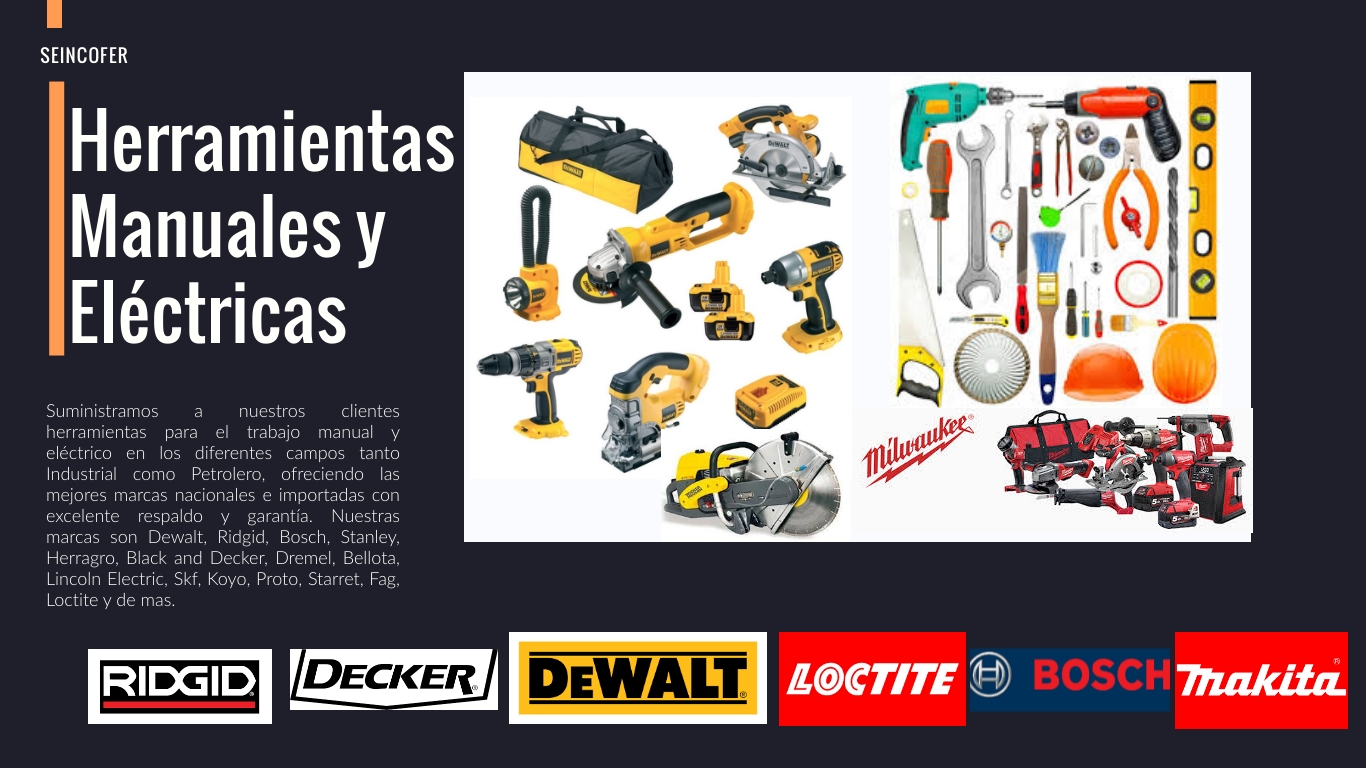 SEINCOFER
Herramientas
Manuales y
Eléctricas
Suministramos a nuestros clientes
herramientas para el trabajo manual y
eléctrico en los diferentes campos tanto
Industrial como Petrolero, ofreciendo las
mejores marcas nacionales e importadas con
excelente respaldo y garantía. Nuestras
marcas son Dewalt, Ridgid, Bosch, Stanley,
Herragro, Black and Decker, Dremel, Bellota,
Lincoln Electric, Skf, Koyo, Proto, Starret, Fag,
Loctite y de mas.
DEWALT
DEWALT
Milwaukee®
RIDGID®
DECKER®
DEWALT®
LOCTITE
BOSCH
makita®